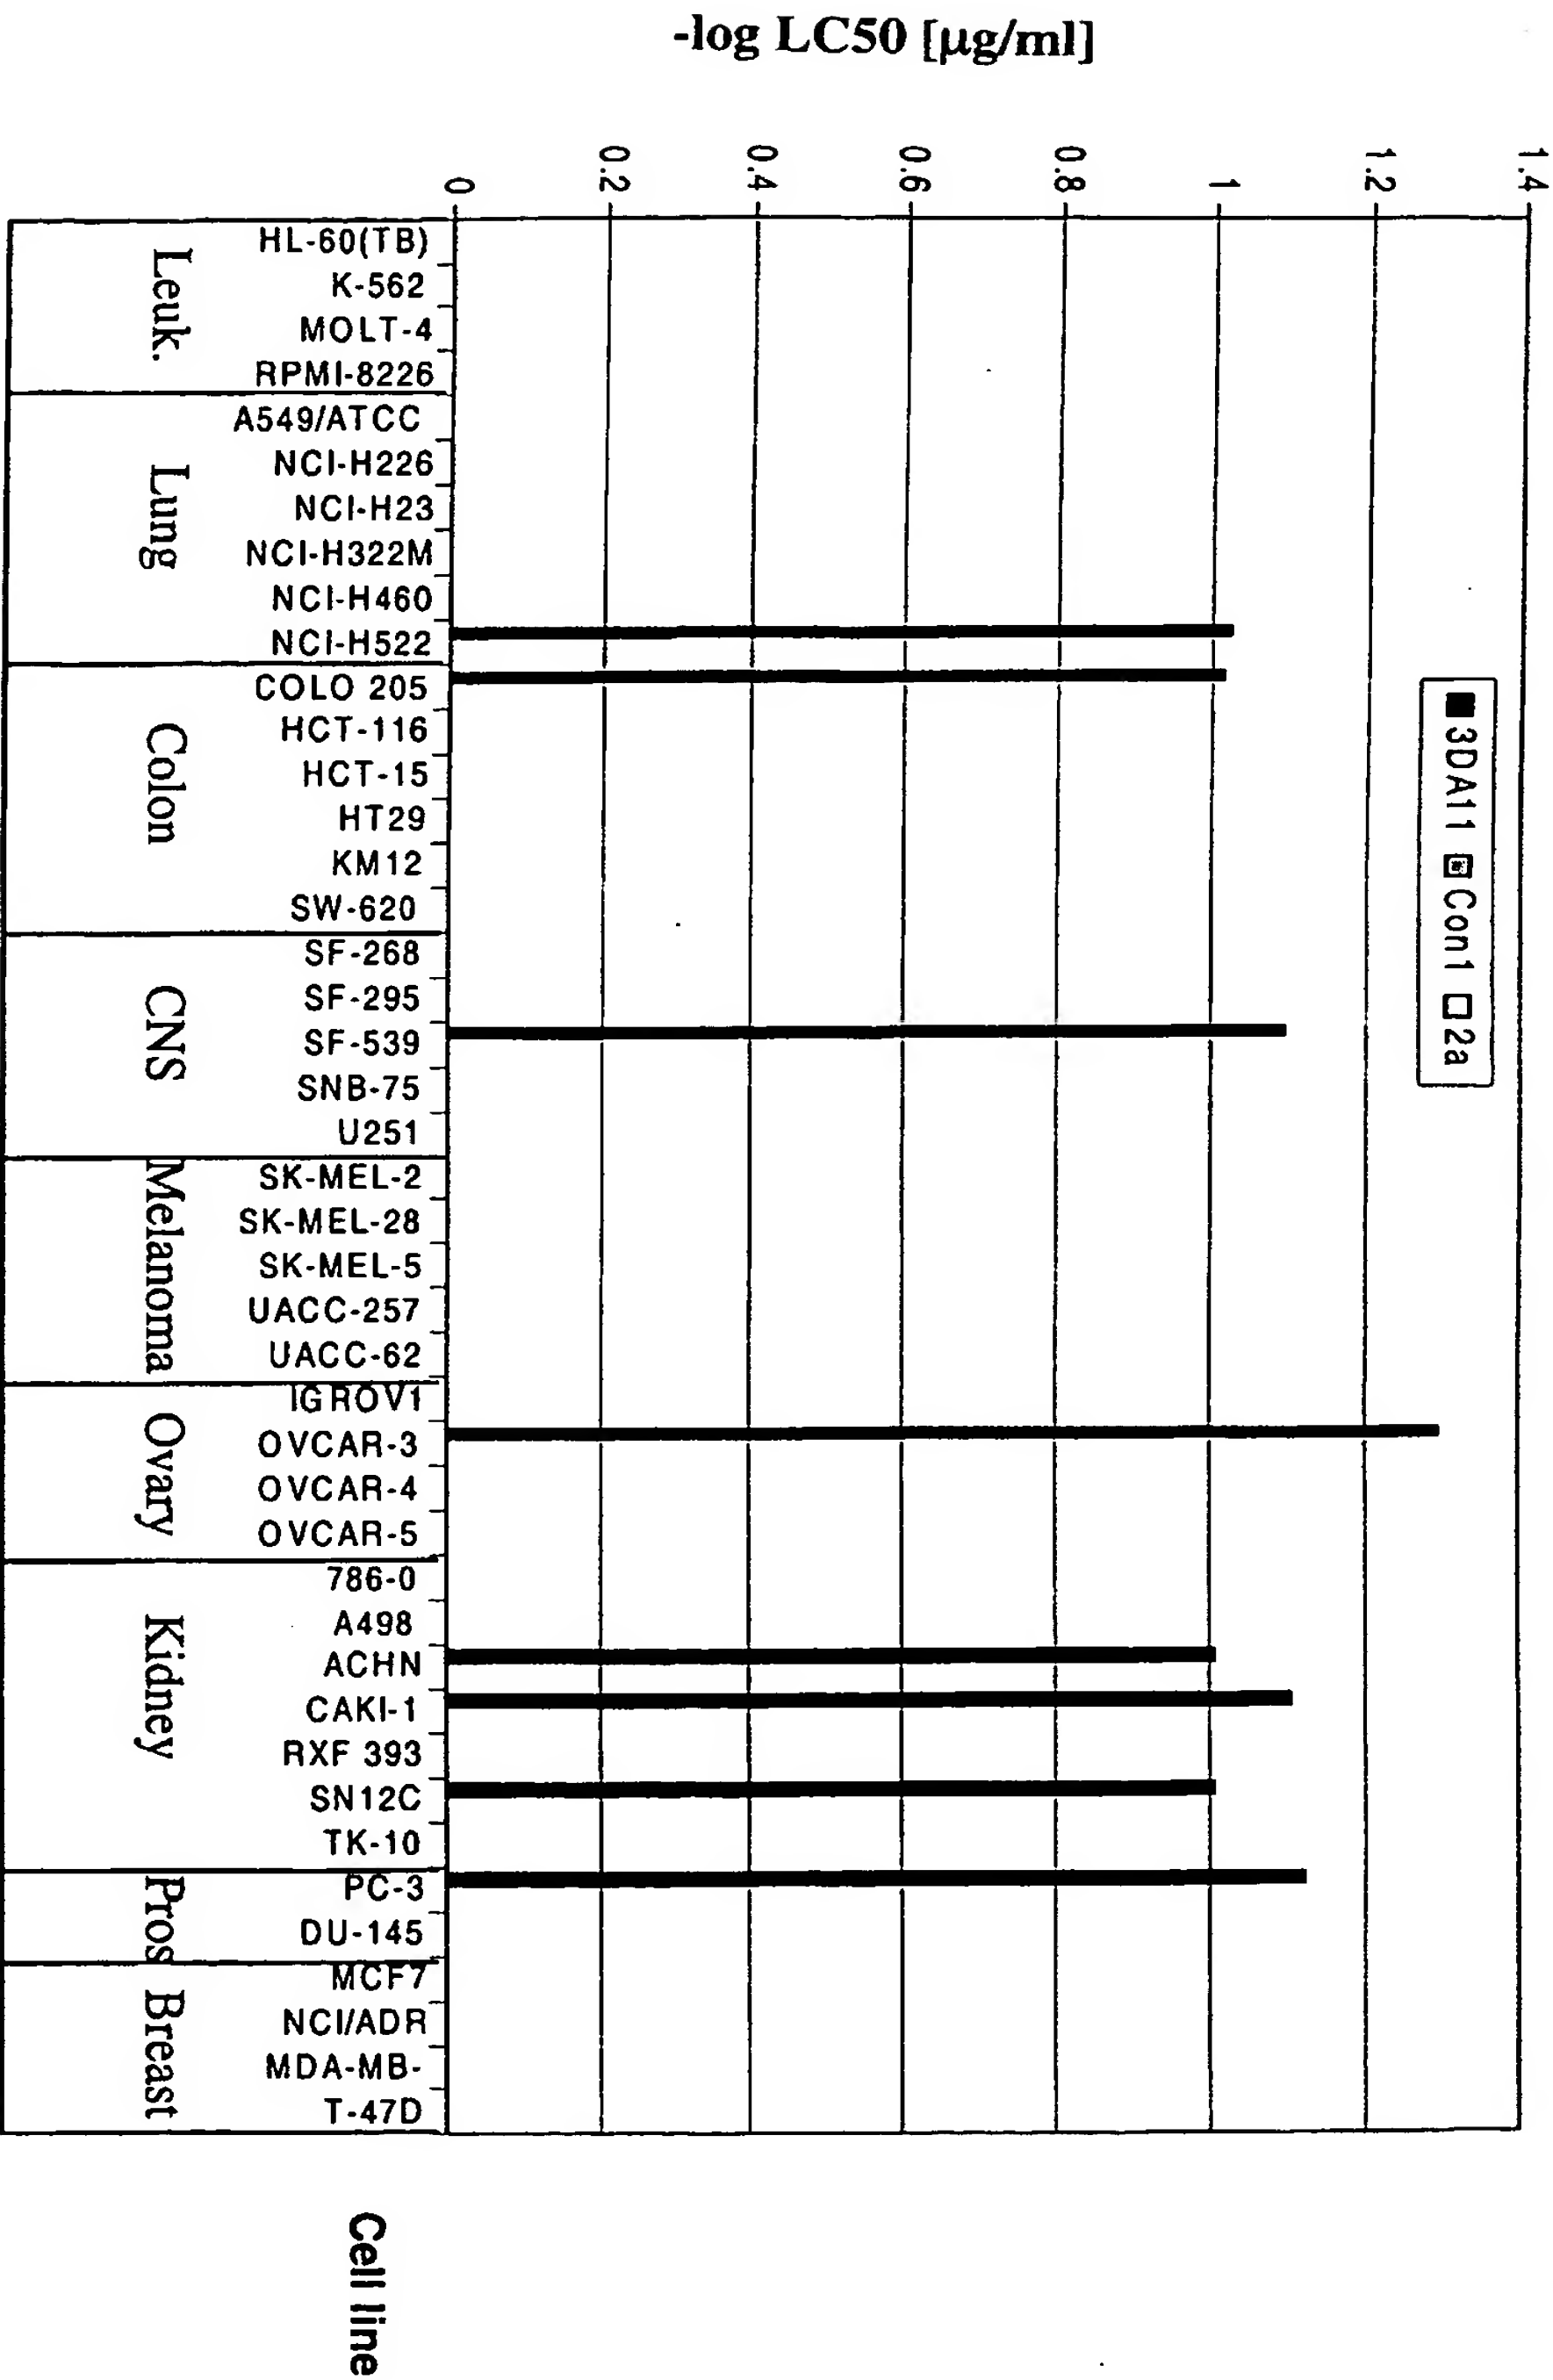 -log LC50 [µg/ml]
1.4
1.2
1
0.8
0.6
0.4
0.2
0
3DA11 Con1 2a
HL-60(TB)
K-562
MOLT-4
RPMI-8226
A549/ATCC
NCI-H226
NCI-H23
NCI-H322M
NCI-H460
NCI-H522
COLO 205
HCT-116
HCT-15
HT29
KM12
SW-620
SF-268
SF-295
SF-539
SNB-75
U251
SK-MEL-2
SK-MEL-28
SK-MEL-5
UACC-257
UACC-62
IGROV1
OVCAR-3
OVCAR-4
OVCAR-5
786-0
A498
ACHN
CAKI-1
RXF 393
SN12C
TK-10
PC-3
DU-145
MCF7
NCI/ADR
MDA-MB-
T-47D
Leuk.
Lung
Colon
CNS
Melanoma
Ovary
Kidney
Pros
Breast
Cell line